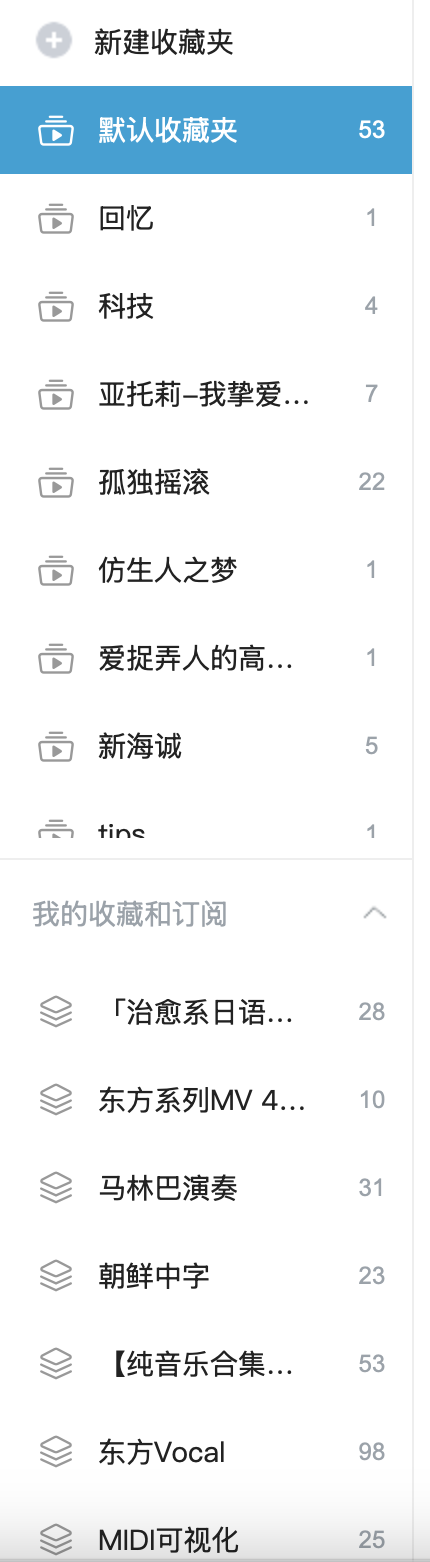 新建收藏夹
默认收藏夹 53
回忆 1
科技 4
亚托莉-我挚爱... 7
孤独摇滚 22
仿生人之梦 1
爱捉弄人的高... 1
新海诚 5
tips 1
我的收藏和订阅
「治愈系日语... 28
东方系列MV 4... 10
马林巴演奏 31
朝鲜中字 23
【纯音乐合集... 53
东方Vocal 98
MIDI可视化 25